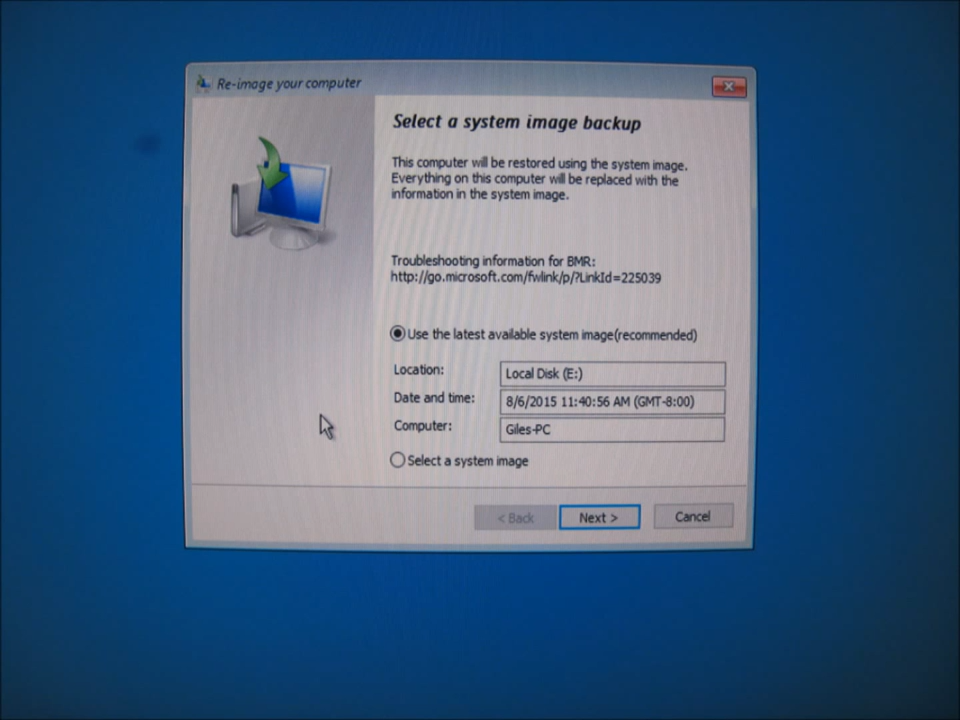 Re-image your computer
Select a system image backup
This computer will be restored using the system image.
Everything on this computer will be replaced with the
information in the system image.
Troubleshooting information for BMR:
http://go.microsoft.com/fwlink/p/?LinkId=225039
Use the latest available system image(recommended)
Location: Local Disk (E:)
Date and time: 8/6/2015 11:40:56 AM (GMT-8:00)
Computer: Giles-PC
Select a system image
< Back Next > Cancel